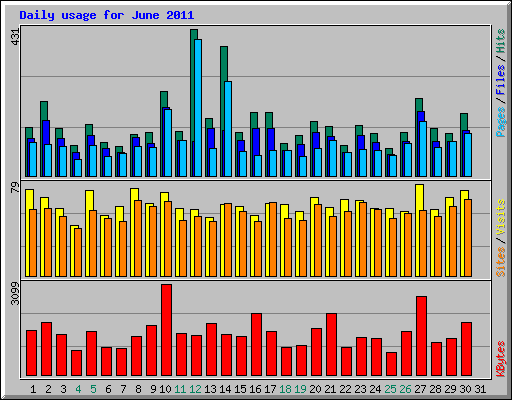 Daily usage for June 2011
431
Pages / Files / Hits
79
Sites / Visits
3099
KBytes
1 2 3 4 5 6 7 8 9 10 11 12 13 14 15 16 17 18 19 20 21 22 23 24 25 26 27 28 29 30 31